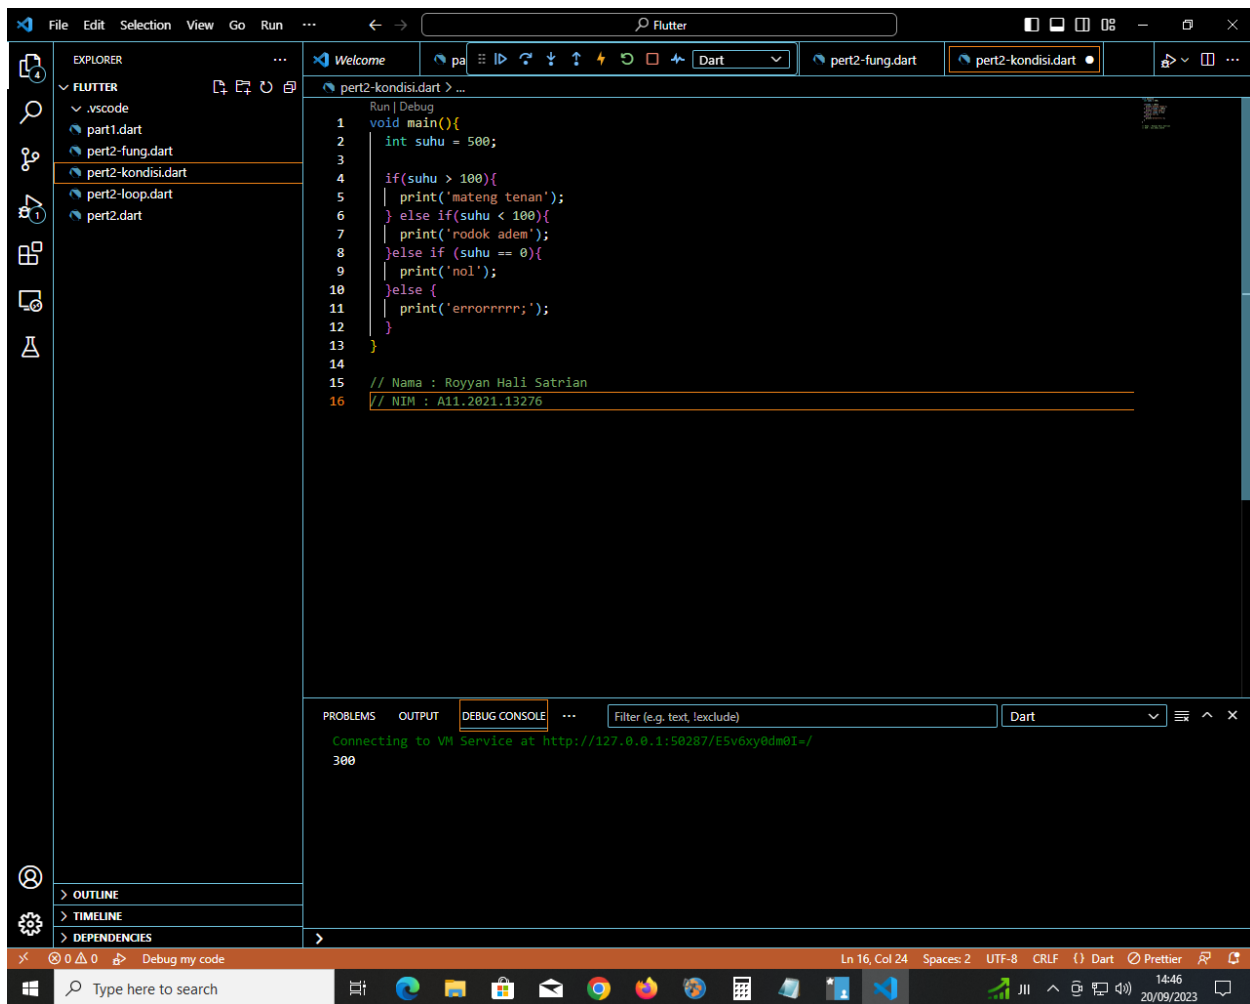 File Edit Selection View Go Run ···
Flutter
EXPLORER ···
Welcome
pa
Dart
pert2-fung.dart
pert2-kondisi.dart
FLUTTER
.vscode
part1.dart
pert2-fung.dart
pert2-kondisi.dart
pert2-loop.dart
pert2.dart
4
1
pert2-kondisi.dart > ...
Run | Debug
1 void main(){
2 int suhu = 500;
3
4 if(suhu > 100){
5 print('mateng tenan');
6 } else if(suhu < 100){
7 print('rodok adem');
8 }else if (suhu == 0){
9 print('nol');
10 }else {
11 print('errorrrrr;');
12 }
13 }
14
15 // Nama : Royyan Hali Satrian
16 // NIM : A11.2021.13276
PROBLEMS OUTPUT DEBUG CONSOLE ···
Filter (e.g. text, !exclude)
Dart
Connecting to VM Service at http://127.0.0.1:50287/E5v6xy0dm0I=/
300
OUTLINE
TIMELINE
DEPENDENCIES
0 0 Debug my code
Ln 16, Col 24 Spaces: 2 UTF-8 CRLF {} Dart Prettier
Type here to search
JII
14:46
20/09/2023